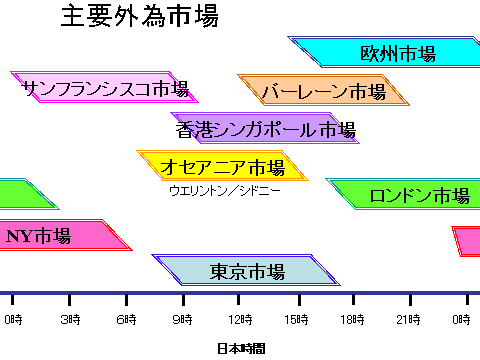 主要外為市場
欧州市場
サンフランシスコ市場
バーレーン市場
香港シンガポール市場
オセアニア市場
ウエリントン／シドニー
ロンドン市場
NY市場
東京市場
0時 3時 6時 9時 12時 15時 18時 21時 0時
日本時間